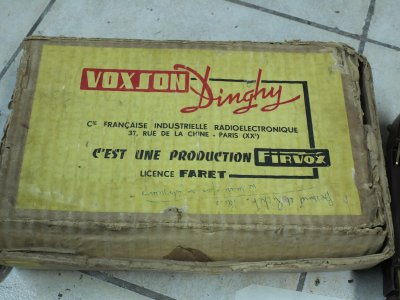 VOXSON Dinghy
Cie FRANÇAISE INDUSTRIELLE RADIOELECTRONIQUE
37, RUE DE LA CHINE - PARIS (XXe)
C'EST UNE PRODUCTION FIRVOX
LICENCE FARET